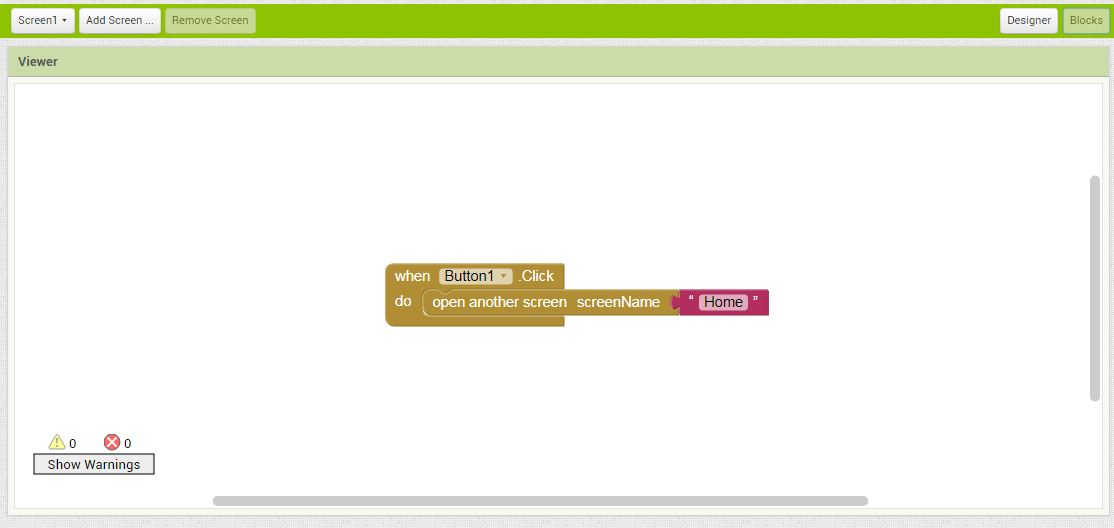 Screen1 Add Screen ... Remove Screen Designer Blocks
Viewer
when Button1 .Click
do open another screen screenName “ Home ”
0 0
Show Warnings